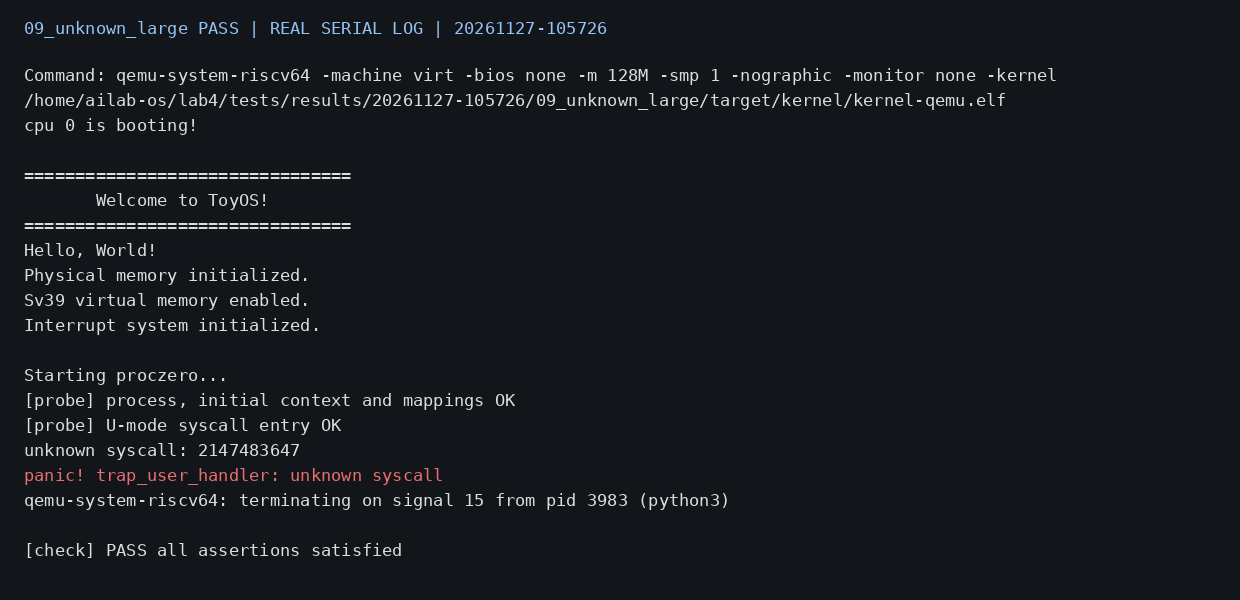 09_unknown_large PASS | REAL SERIAL LOG | 20261127-105726
Command: qemu-system-riscv64 -machine virt -bios none -m 128M -smp 1 -nographic -monitor none -kernel
/home/ailab-os/lab4/tests/results/20261127-105726/09_unknown_large/target/kernel/kernel-qemu.elf
cpu 0 is booting!
================================
Welcome to ToyOS!
================================
Hello, World!
Physical memory initialized.
Sv39 virtual memory enabled.
Interrupt system initialized.
Starting proczero...
[probe] process, initial context and mappings OK
[probe] U-mode syscall entry OK
unknown syscall: 2147483647
panic! trap_user_handler: unknown syscall
qemu-system-riscv64: terminating on signal 15 from pid 3983 (python3)
[check] PASS all assertions satisfied